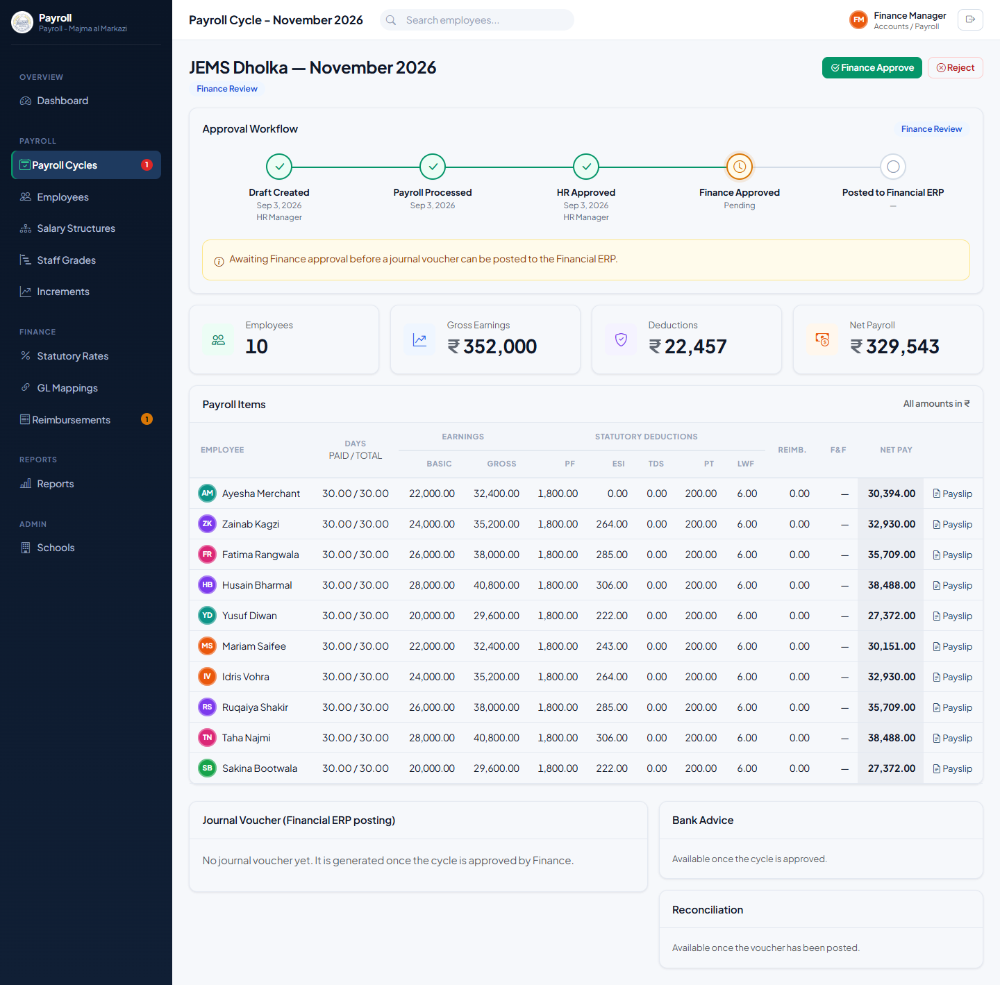 Payroll
Payroll - Majma al Markazi
OVERVIEW
Dashboard
PAYROLL
Payroll Cycles 1
Employees
Salary Structures
Staff Grades
Increments
FINANCE
Statutory Rates
GL Mappings
Reimbursements 1
REPORTS
Reports
ADMIN
Schools
Payroll Cycle - November 2026
Search employees...
FM
Finance Manager
Accounts / Payroll
JEMS Dholka — November 2026
Finance Review
Finance Approve
Reject
Approval Workflow
Finance Review
Draft Created
Sep 3, 2026
HR Manager
Payroll Processed
Sep 3, 2026
HR Approved
Sep 3, 2026
HR Manager
Finance Approved
Pending
Posted to Financial ERP
—
Awaiting Finance approval before a journal voucher can be posted to the Financial ERP.
Employees
10
Gross Earnings
₹ 352,000
Deductions
₹ 22,457
Net Payroll
₹ 329,543
Payroll Items
All amounts in ₹
EMPLOYEE
DAYS
PAID / TOTAL
EARNINGS
STATUTORY DEDUCTIONS
REIMB.
F&F
NET PAY
BASIC GROSS PF ESI TDS PT LWF
AM Ayesha Merchant 30.00 / 30.00 22,000.00 32,400.00 1,800.00 0.00 0.00 200.00 6.00 0.00 — 30,394.00 Payslip
ZK Zainab Kagzi 30.00 / 30.00 24,000.00 35,200.00 1,800.00 264.00 0.00 200.00 6.00 0.00 — 32,930.00 Payslip
FR Fatima Rangwala 30.00 / 30.00 26,000.00 38,000.00 1,800.00 285.00 0.00 200.00 6.00 0.00 — 35,709.00 Payslip
HB Husain Bharmal 30.00 / 30.00 28,000.00 40,800.00 1,800.00 306.00 0.00 200.00 6.00 0.00 — 38,488.00 Payslip
YD Yusuf Diwan 30.00 / 30.00 20,000.00 29,600.00 1,800.00 222.00 0.00 200.00 6.00 0.00 — 27,372.00 Payslip
MS Mariam Saifee 30.00 / 30.00 22,000.00 32,400.00 1,800.00 243.00 0.00 200.00 6.00 0.00 — 30,151.00 Payslip
IV Idris Vohra 30.00 / 30.00 24,000.00 35,200.00 1,800.00 264.00 0.00 200.00 6.00 0.00 — 32,930.00 Payslip
RS Ruqaiya Shakir 30.00 / 30.00 26,000.00 38,000.00 1,800.00 285.00 0.00 200.00 6.00 0.00 — 35,709.00 Payslip
TN Taha Najmi 30.00 / 30.00 28,000.00 40,800.00 1,800.00 306.00 0.00 200.00 6.00 0.00 — 38,488.00 Payslip
SB Sakina Bootwala 30.00 / 30.00 20,000.00 29,600.00 1,800.00 222.00 0.00 200.00 6.00 0.00 — 27,372.00 Payslip
Journal Voucher (Financial ERP posting)
No journal voucher yet. It is generated once the cycle is approved by Finance.
Bank Advice
Available once the cycle is approved.
Reconciliation
Available once the voucher has been posted.